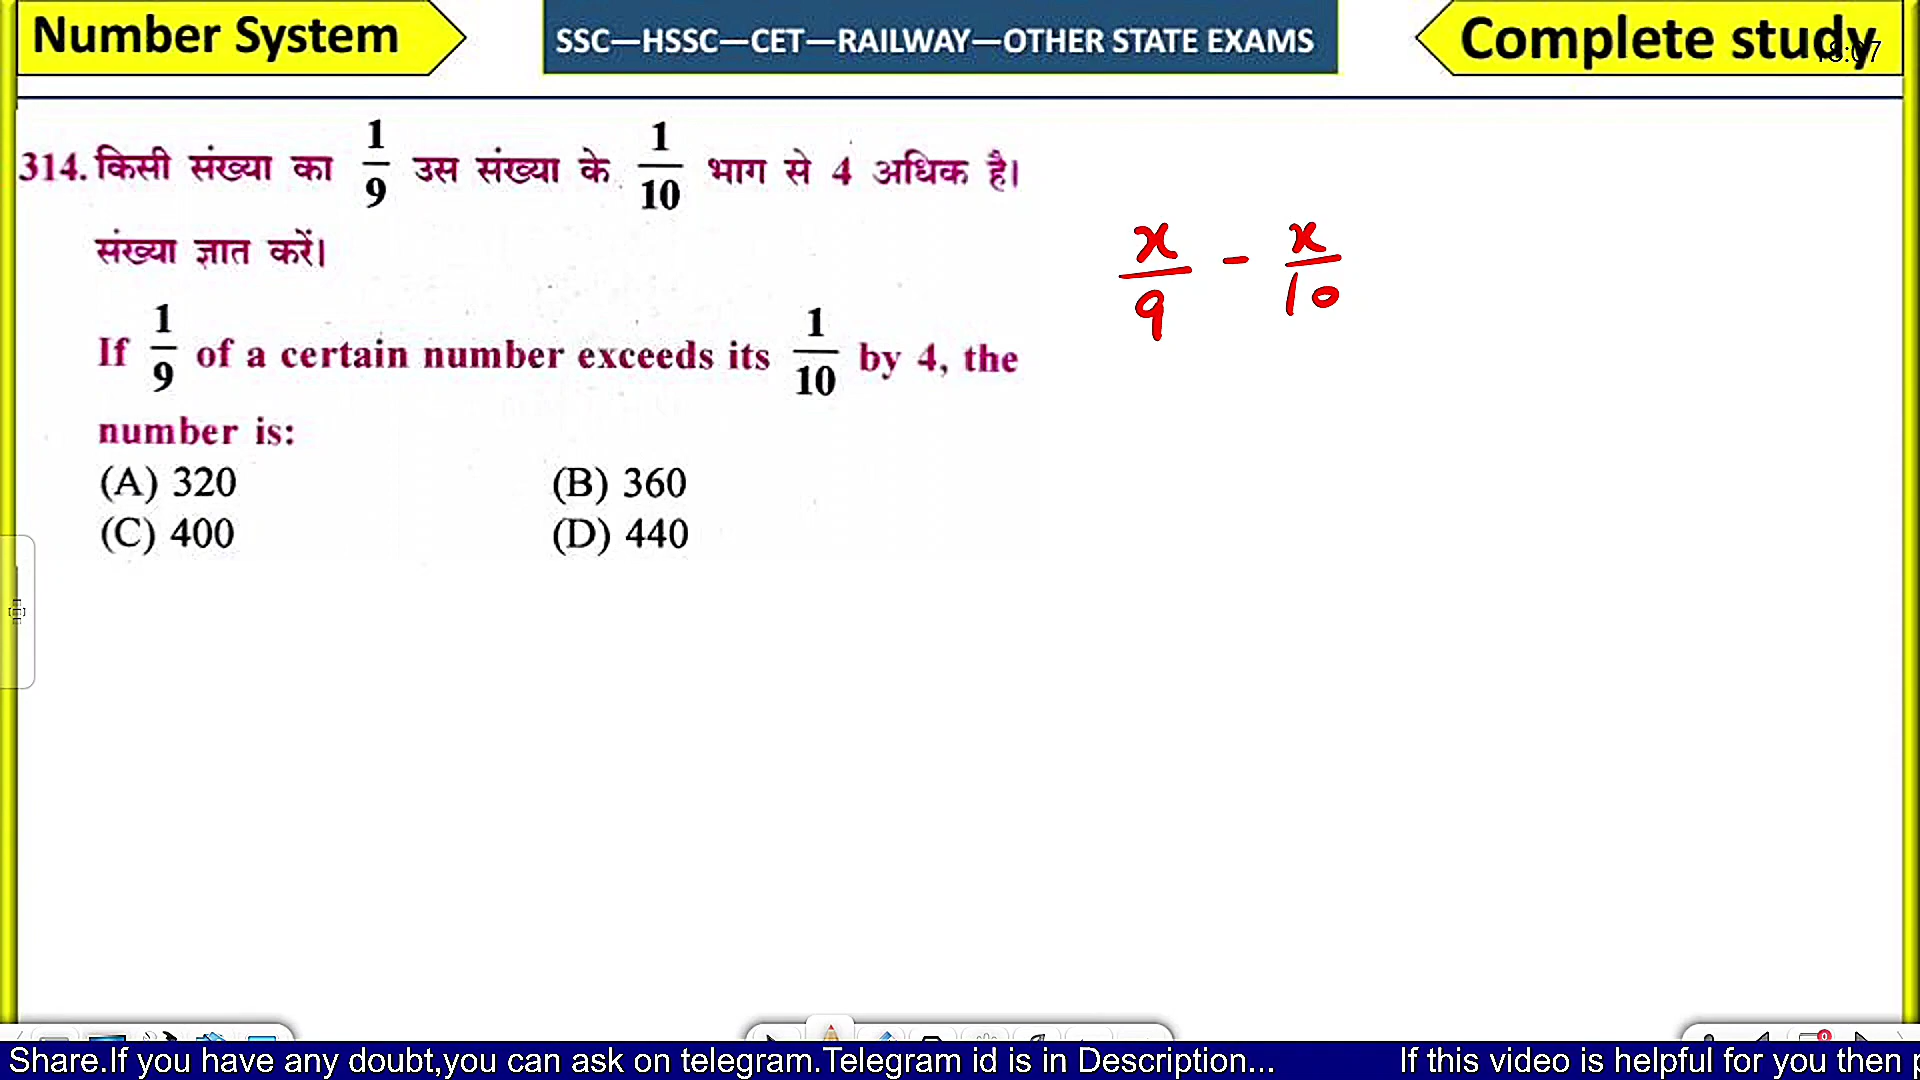 Number System
SSC—HSSC—CET—RAILWAY—OTHER STATE EXAMS
Complete study
18:07
314. किसी संख्या का 1/9 उस संख्या के 1/10 भाग से 4 अधिक है।
संख्या ज्ञात करें।
If 1/9 of a certain number exceeds its 1/10 by 4, the
number is:
(A) 320 (B) 360
(C) 400 (D) 440
x/9 - x/10
Share.If you have any doubt,you can ask on telegram.Telegram id is in Description... If this video is helpful for you then